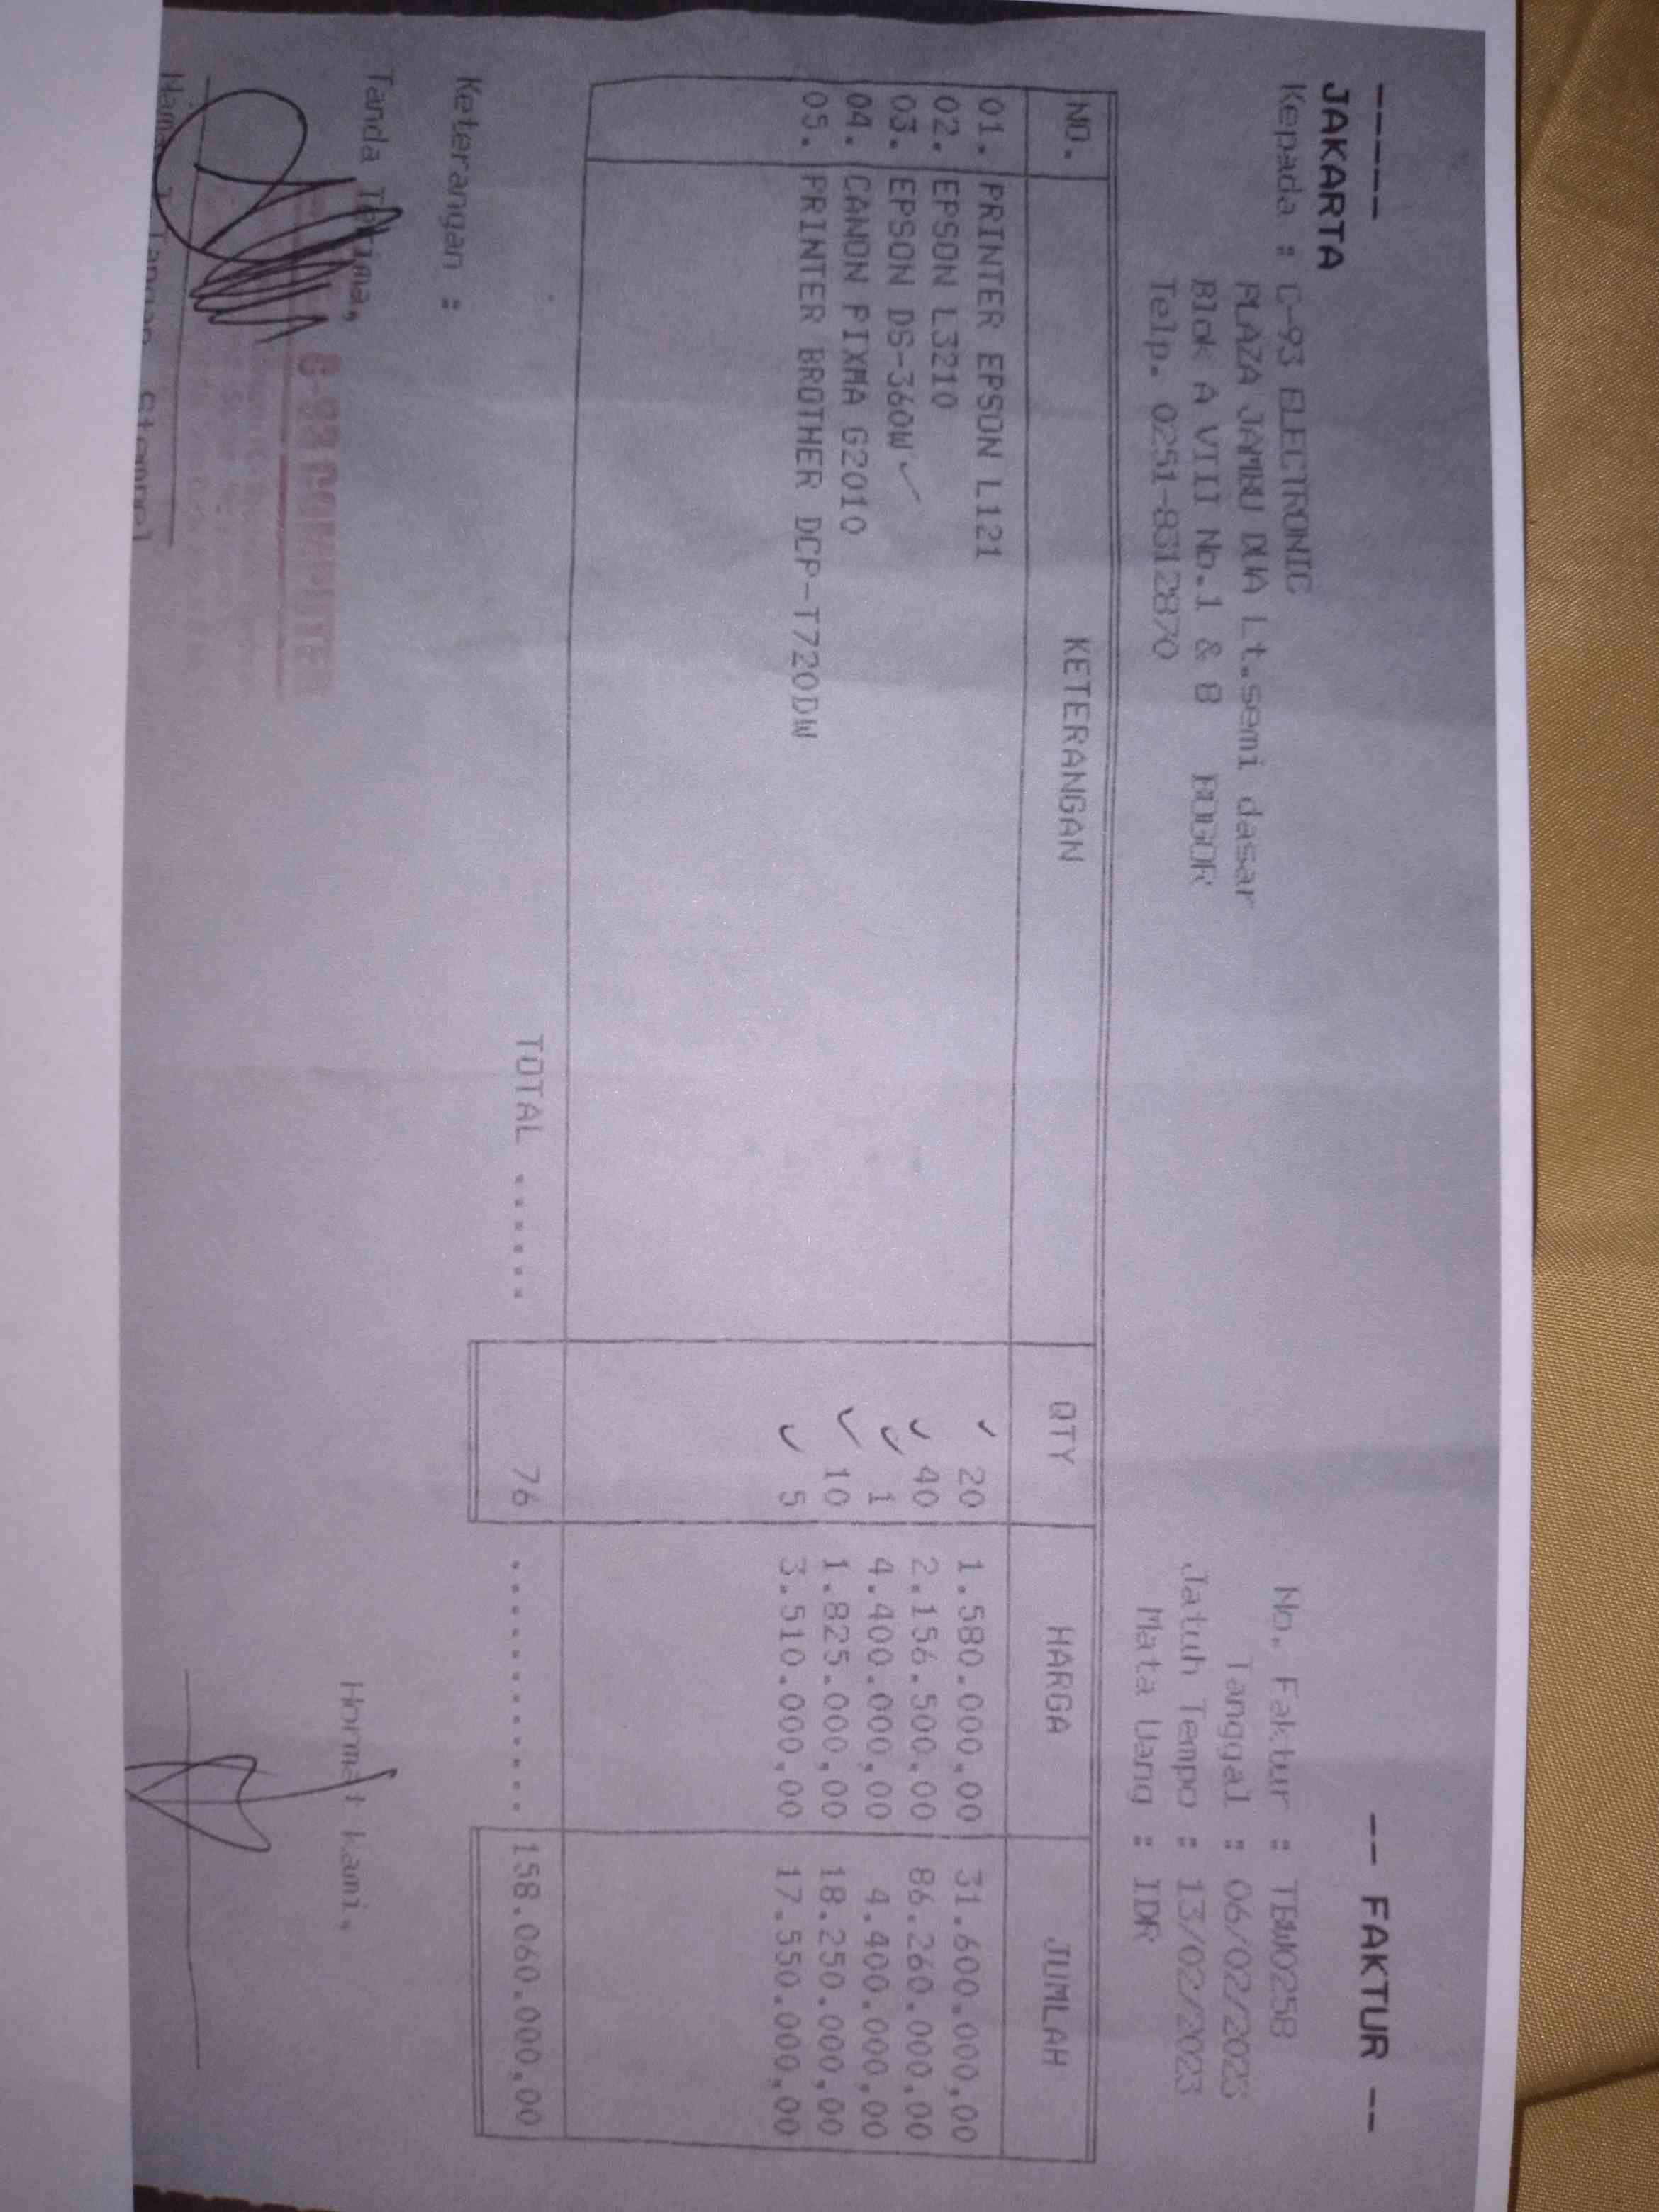 -----
-- FAKTUR --
JAKARTA
Kepada : C-93 ELECTRONIC
No. Faktur : TBW0258
PLAZA JAMBU DUA Lt.semi dasar
Tanggal : 06/02/2023
Blok A VIII No.1 & 8 BOGOR
Jatuh Tempo : 13/02/2023
Telp. 0251-8312870
Mata Uang : IDR
NO. KETERANGAN QTY HARGA JUMLAH
01. PRINTER EPSON L121 20 1.580.000,00 31.600.000,00
02. EPSON L3210 40 2.156.500,00 86.260.000,00
03. EPSON DS-360W 1 4.400.000,00 4.400.000,00
04. CANON PIXMA G2010 10 1.825.000,00 18.250.000,00
05. PRINTER BROTHER DCP-T720DW 5 3.510.000,00 17.550.000,00
TOTAL ...... 76 ............ 158.060.000,00
Keterangan :
Tanda Terima,
Hormat kami,
C-93 COMPUTER
Stempel